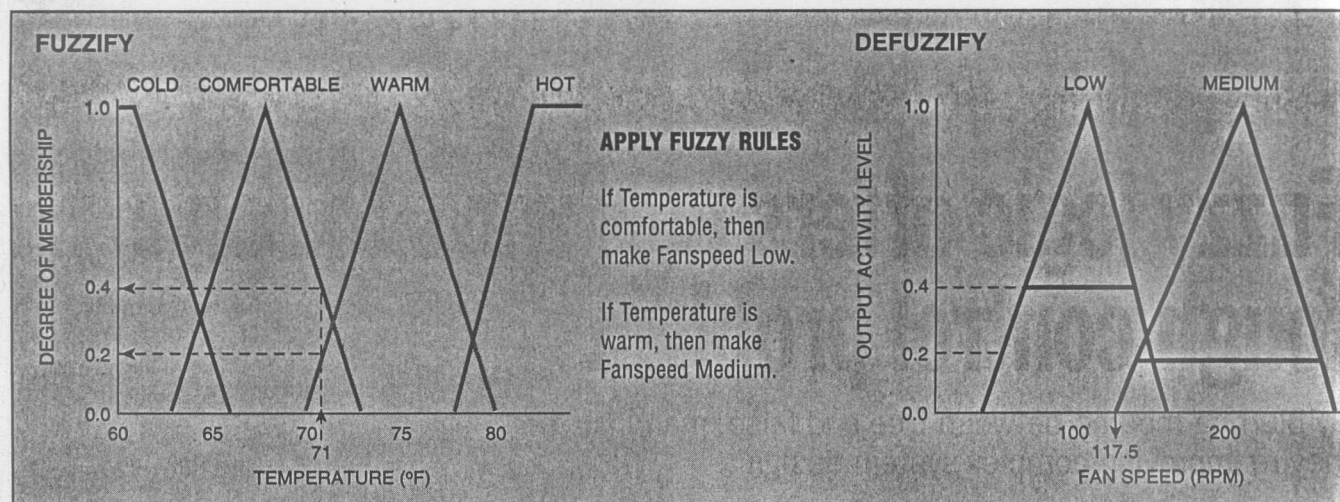 FUZZIFY
COLD COMFORTABLE WARM HOT
1.0
DEGREE OF MEMBERSHIP
0.4
0.2
0.0
60 65 70 75 80
71
TEMPERATURE (ºF)
APPLY FUZZY RULES
If Temperature is
comfortable, then
make Fanspeed Low.
If Temperature is
warm, then make
Fanspeed Medium.
DEFUZZIFY
LOW MEDIUM
1.0
OUTPUT ACTIVITY LEVEL
0.4
0.2
0.0
100 200
117.5
FAN SPEED (RPM)